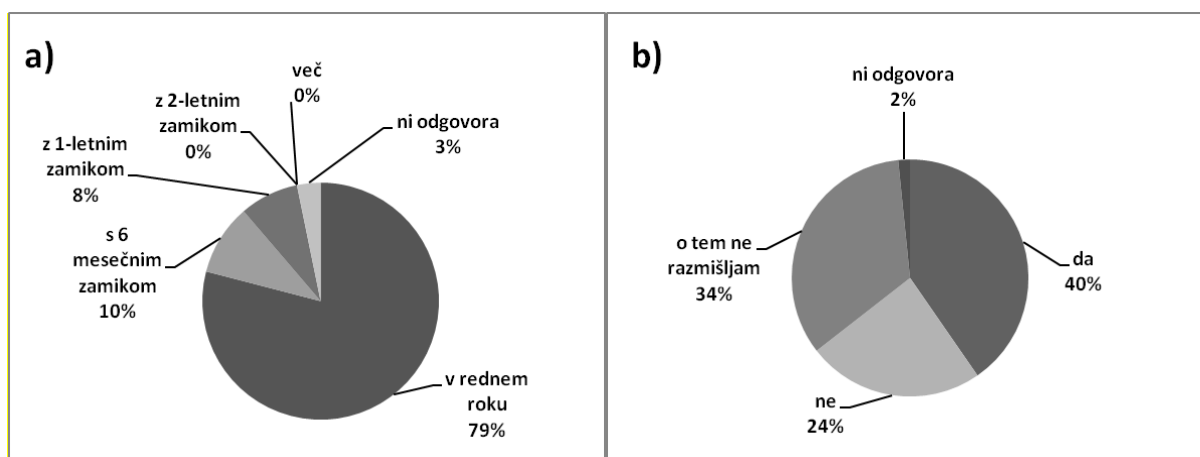 a)
več
0%
z 2-letnim
zamikom
0%
ni odgovora
3%
z 1-letnim
zamikom
8%
s 6
mesečnim
zamikom
10%
v rednem
roku
79%
b)
ni odgovora
2%
o tem ne
razmišljam
34%
da
40%
ne
24%